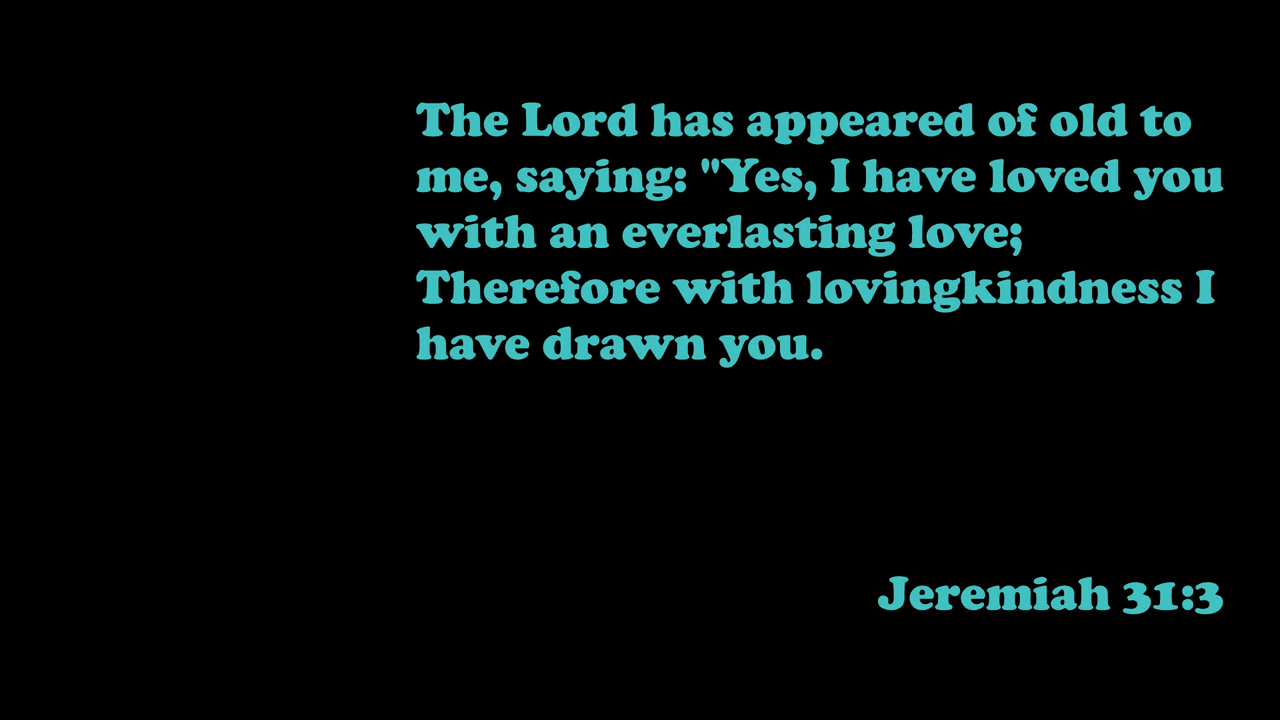 The Lord has appeared of old to
me, saying: "Yes, I have loved you
with an everlasting love;
Therefore with lovingkindness I
have drawn you.
Jeremiah 31:3